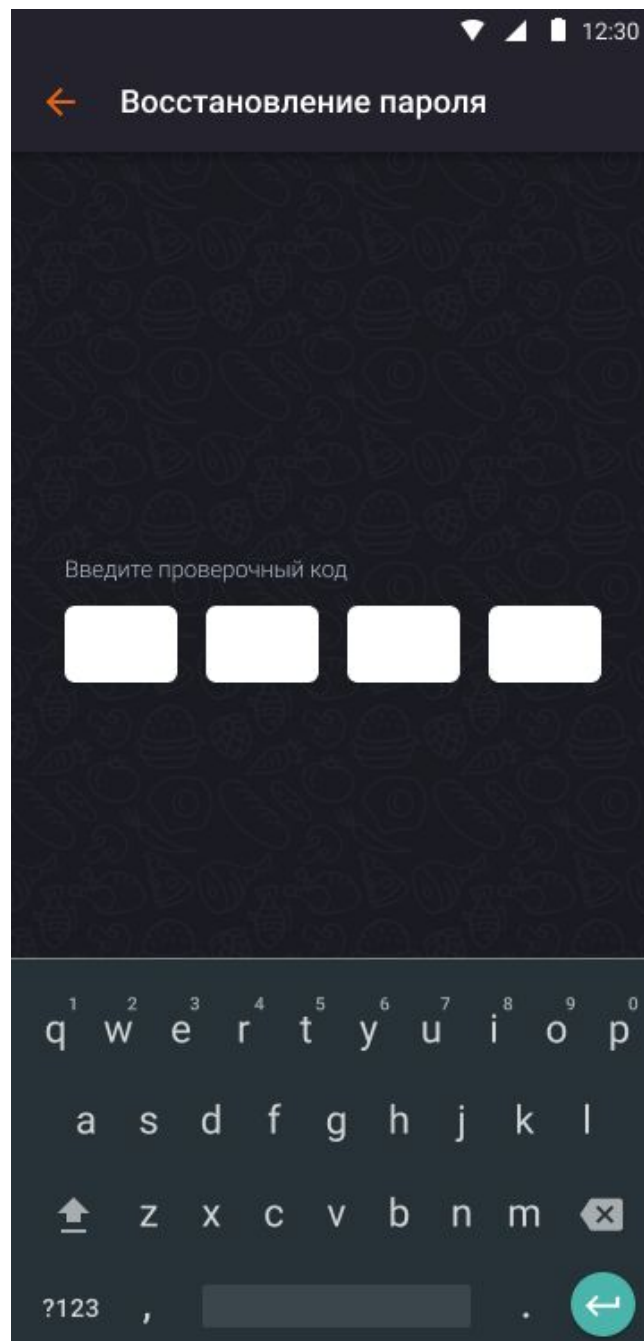 12:30
Восстановление пароля
Введите проверочный код
1 2 3 4 5 6 7 8 9 0
q w e r t y u i o p
a s d f g h j k l
z x c v b n m
?123 , .